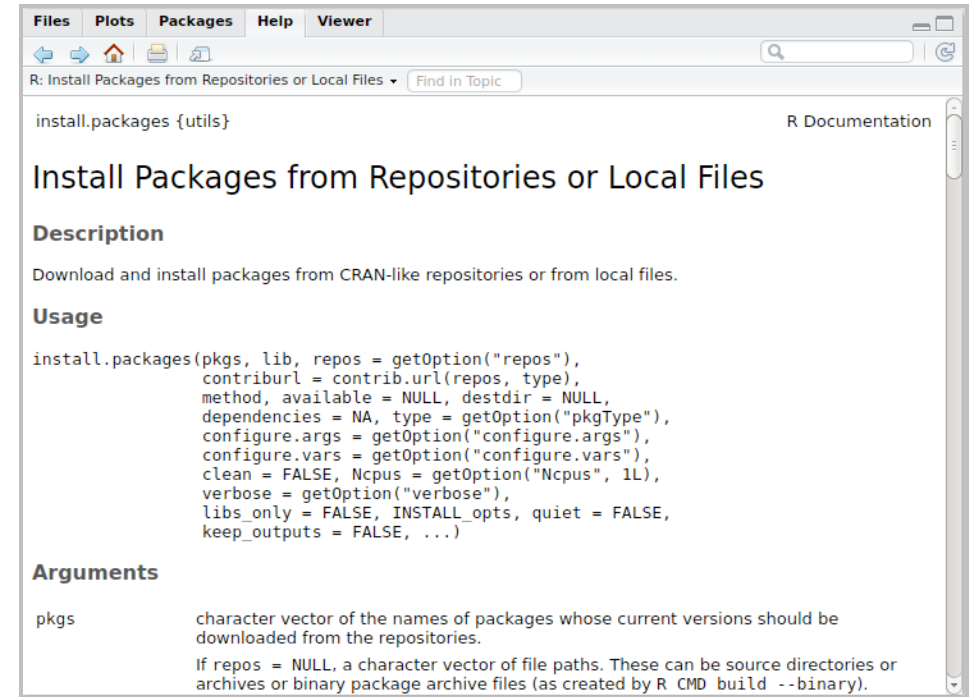 Files Plots Packages Help Viewer
R: Install Packages from Repositories or Local Files Find in Topic
install.packages {utils} R Documentation
Install Packages from Repositories or Local Files
Description
Download and install packages from CRAN-like repositories or from local files.
Usage
install.packages(pkgs, lib, repos = getOption("repos"),
contriburl = contrib.url(repos, type),
method, available = NULL, destdir = NULL,
dependencies = NA, type = getOption("pkgType"),
configure.args = getOption("configure.args"),
configure.vars = getOption("configure.vars"),
clean = FALSE, Ncpus = getOption("Ncpus", 1L),
verbose = getOption("verbose"),
libs_only = FALSE, INSTALL_opts, quiet = FALSE,
keep_outputs = FALSE, ...)
Arguments
pkgs character vector of the names of packages whose current versions should be
downloaded from the repositories.
If repos = NULL, a character vector of file paths. These can be source directories or
archives or binary package archive files (as created by R CMD build --binary).